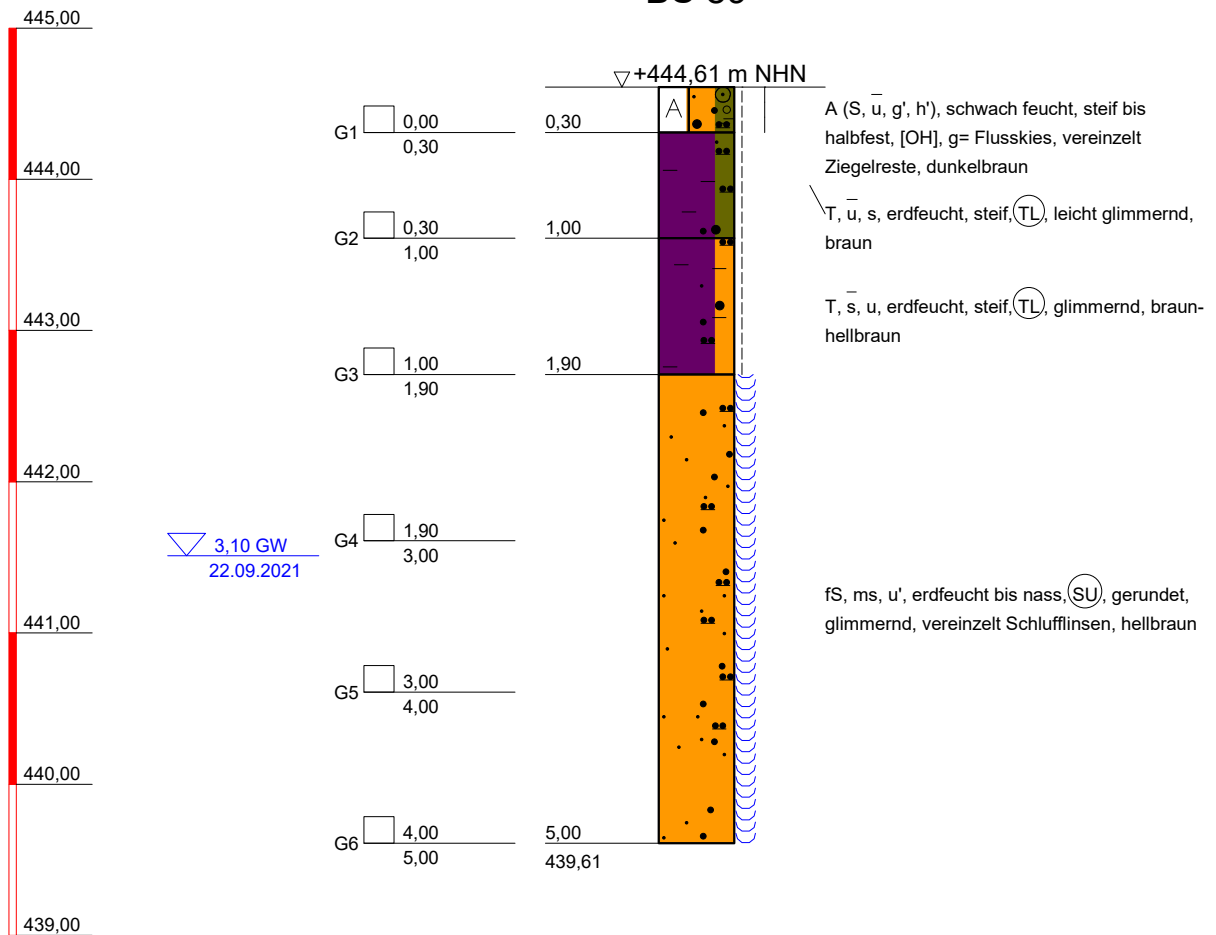 445,00
+444,61 m NHN
A
A (S, u̅, g', h'), schwach feucht, steif bis
halbfest, [OH], g= Flusskies, vereinzelt
Ziegelreste, dunkelbraun
G1
0,00
0,30
0,30
444,00
T, u̅, s, erdfeucht, steif, TL, leicht glimmernd,
braun
G2
0,30
1,00
1,00
443,00
T, s̅, u, erdfeucht, steif, TL, glimmernd, braun-
hellbraun
G3
1,00
1,90
1,90
442,00
G4
1,90
3,00
3,10 GW
22.09.2021
fS, ms, u', erdfeucht bis nass, SU, gerundet,
glimmernd, vereinzelt Schlufflinsen, hellbraun
441,00
G5
3,00
4,00
440,00
G6
4,00
5,00
5,00
439,61
439,00